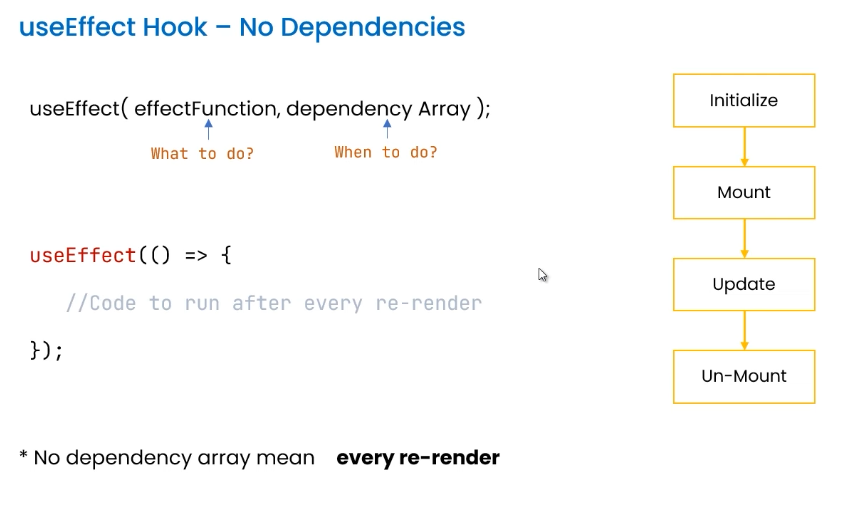 useEffect Hook – No Dependencies
useEffect( effectFunction, dependency Array );
What to do?
When to do?
useEffect(() => {
//Code to run after every re-render
});
* No dependency array mean every re-render
Initialize
Mount
Update
Un-Mount